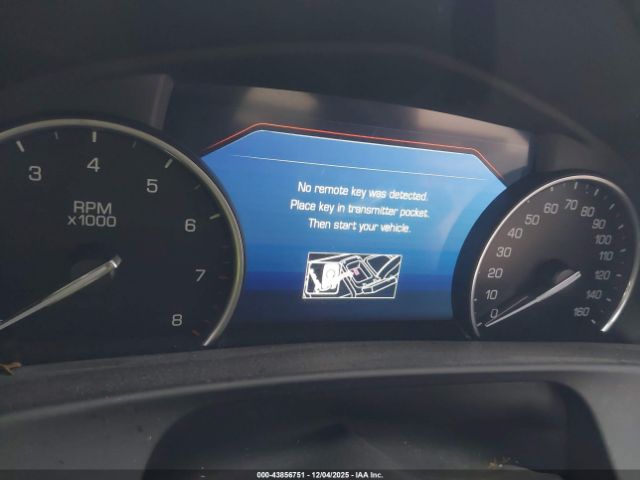 No remote key was detected.
Place key in transmitter pocket.
Then start your vehicle.
3 4 5 6 7 8
RPM
x1000
0 10 20 30 40 50 60 70 80 90 100 110 120 140 160
000-43856751 - 12/04/2025 - IAA Inc.